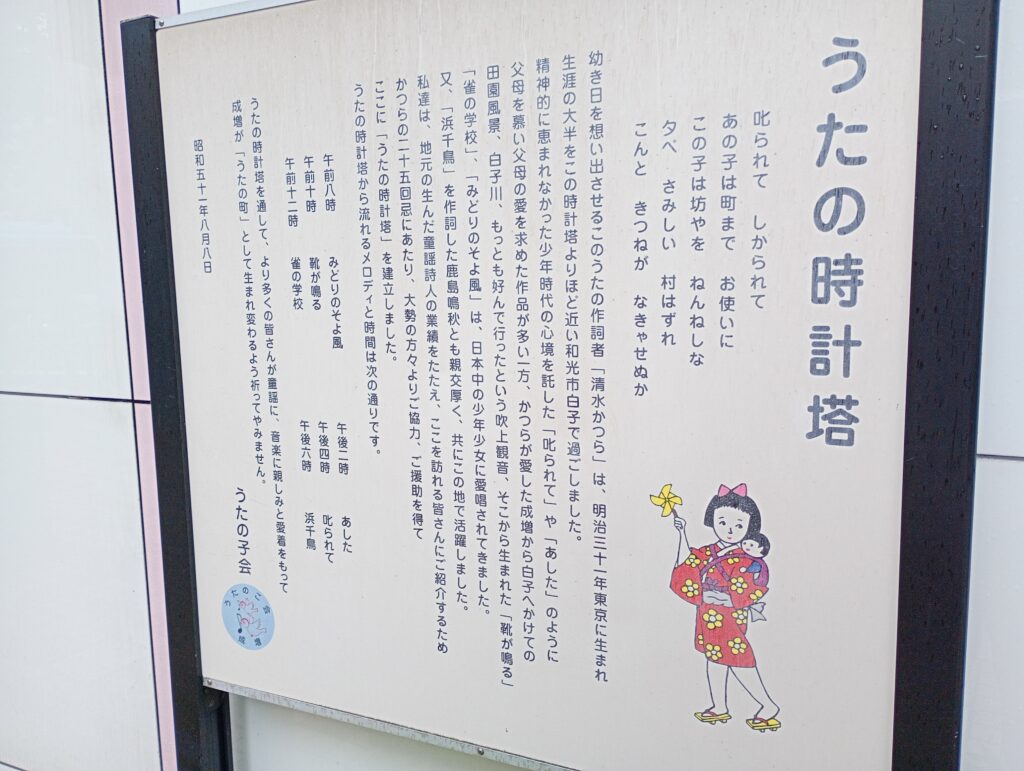 うたの時計塔
叱られて しかられて
あの子は町まで お使いに
この子は坊やを ねんねしな
夕べ さみしい 村はずれ
こんと きつねが なきゃせぬか
幼き日を想い出させるこのうたの作詞者「清水かつら」は、明治三十一年東京に生まれ
生涯の大半をこの時計塔よりほど近い和光市白子で過ごしました。
精神的に恵まれなかった少年時代の心境を託した「叱られて」や「あした」のように
父母を慕い父母の愛を求めた作品が多い一方、かつらが愛した成増から白子へかけての
田園風景、白子川、もっとも好んで行ったという吹上観音、そこから生まれた「靴が鳴る」
「雀の学校」、「みどりのそよ風」は、日本中の少年少女に愛唱されてきました。
又、「浜千鳥」を作詞した鹿島鳴秋とも親交厚く、共にこの地で活躍しました。
私達は、地元の生んだ童謡詩人の業績をたたえ、ここを訪れる皆さんにご紹介するため
かつらの二十五回忌にあたり、大勢の方々よりご協力、ご援助を得て
ここに「うたの時計塔」を建立しました。
うたの時計塔から流れるメロディと時間は次の通りです。
午前八時 みどりのそよ風
午前十時 靴が鳴る
午前十二時 雀の学校
午後二時 あした
午後四時 叱られて
午後六時 浜千鳥
うたの時計塔を通して、より多くの皆さんが童謡に、音楽に親しみと愛着をもって
成増が「うたの町」として生まれ変わるよう祈ってやみません。
昭和五十一年八月八日
うたの子会
うたのこ会
成増